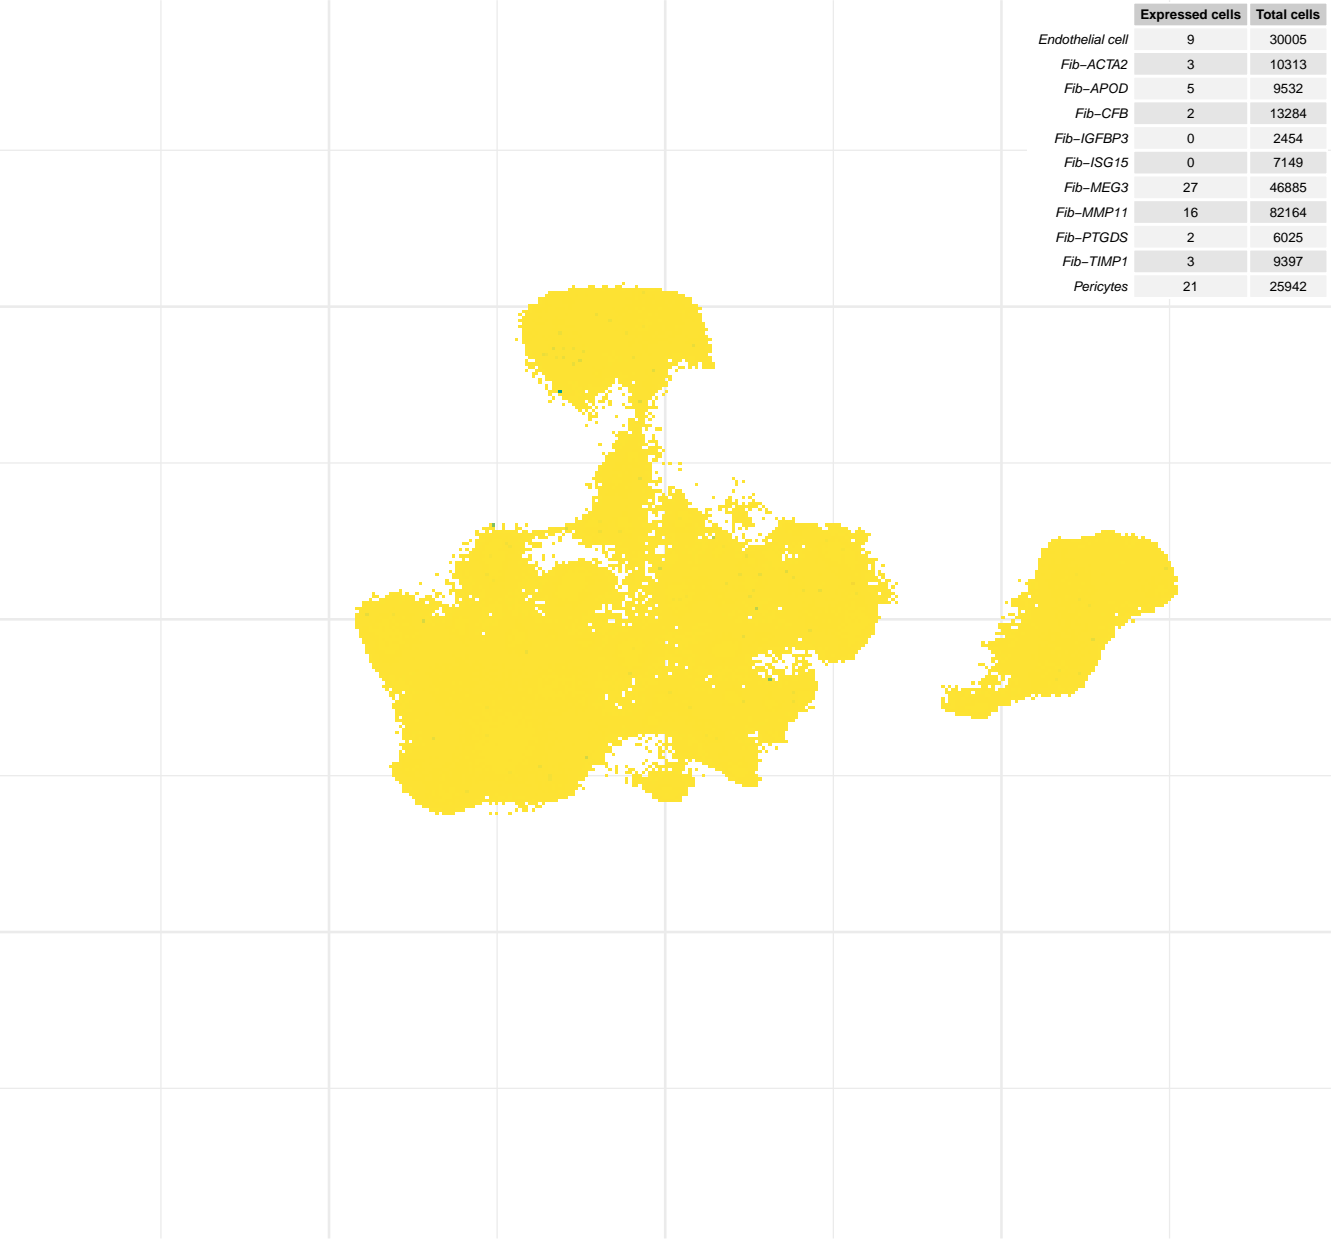 Expressed cells Total cells
Endothelial cell 9 30005
Fib−ACTA2 3 10313
Fib−APOD 5 9532
Fib−CFB 2 13284
Fib−IGFBP3 0 2454
Fib−ISG15 0 7149
Fib−MEG3 27 46885
Fib−MMP11 16 82164
Fib−PTGDS 2 6025
Fib−TIMP1 3 9397
Pericytes 21 25942